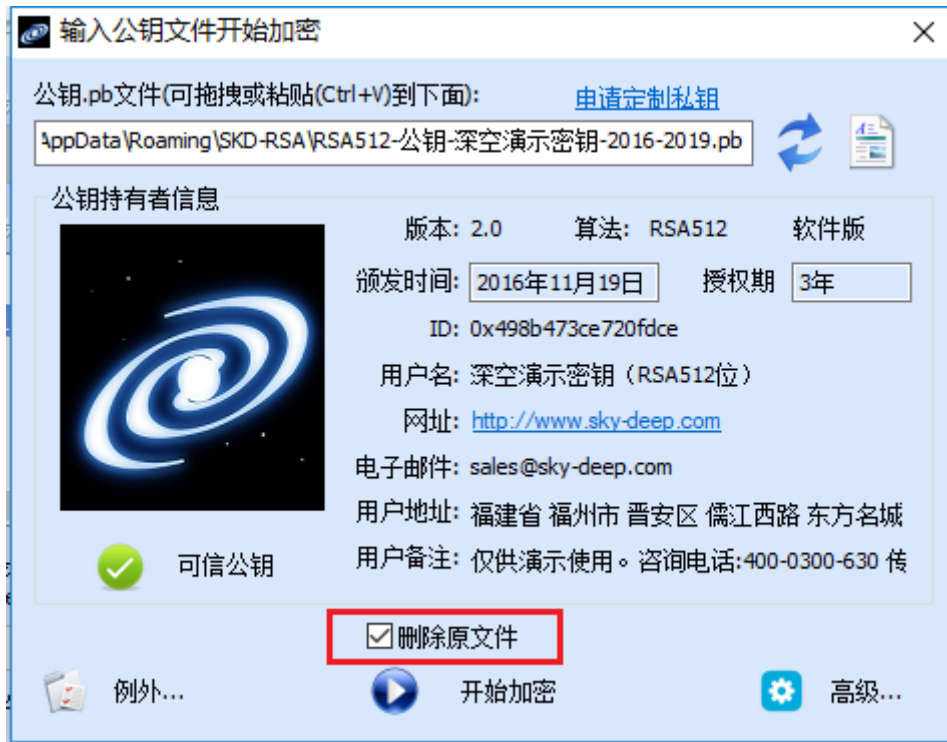 输入公钥文件开始加密
公钥.pb文件(可拖拽或粘贴(Ctrl+V)到下面): 申请定制私钥
AppData\Roaming\SKD-RSA\RSA512-公钥-深空演示密钥-2016-2019.pb
公钥持有者信息
版本: 2.0 算法: RSA512 软件版
颁发时间: 2016年11月19日 授权期 3年
ID: 0x498b473ce720fdce
用户名: 深空演示密钥（RSA512位）
网址: http://www.sky-deep.com
电子邮件: sales@sky-deep.com
用户地址: 福建省 福州市 晋安区 儒江西路 东方名城
可信公钥 用户备注: 仅供演示使用。咨询电话:400-0300-630 传
删除原文件
例外... 开始加密 高级...